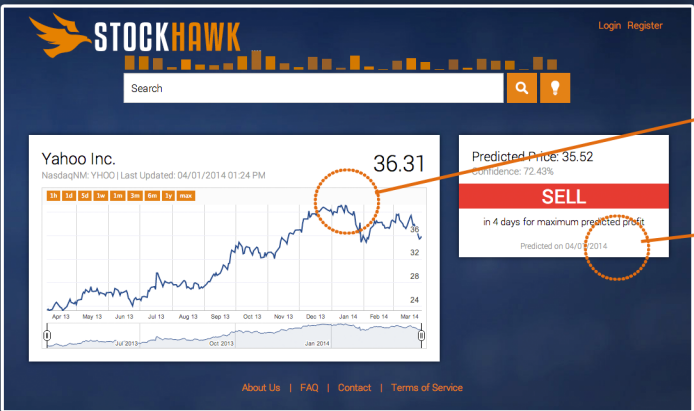 STOCKHAWK
Login Register
Search
Yahoo Inc.
36.31
NasdaqNM: YHOO | Last Updated: 04/01/2014 01:24 PM
1h 1d 5d 1w 1m 3m 6m 1y max
36
32
28
24
Apr 13 May 13 Jun 13 Jul 13 Aug 13 Sep 13 Oct 13 Nov 13 Dec 13 Jan 14 Feb 14 Mar 14
Jul 2013 Oct 2013 Jan 2014
Predicted Price: 35.52
Confidence: 72.43%
SELL
in 4 days for maximum predicted profit
Predicted on 04/ /2014
About Us | FAQ | Contact | Terms of Service